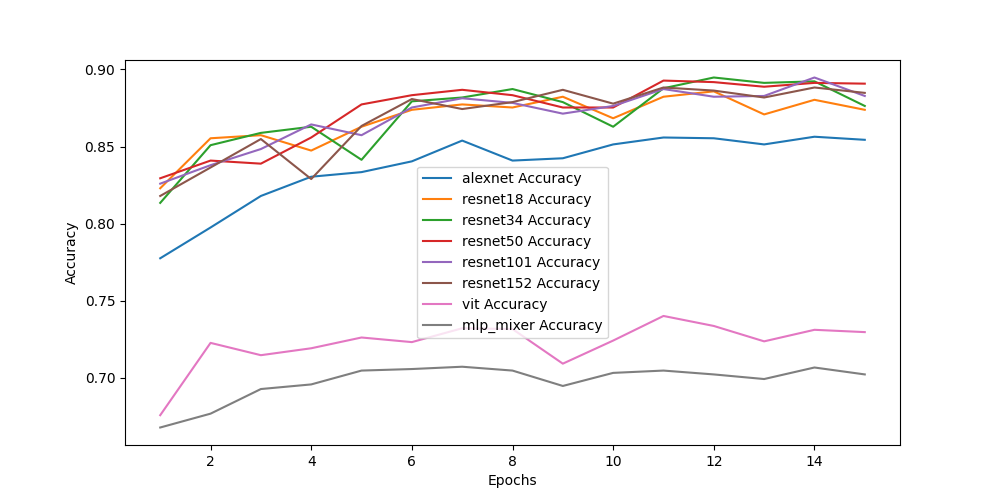 0.90
0.85
0.80
0.75
0.70
Accuracy
alexnet Accuracy
resnet18 Accuracy
resnet34 Accuracy
resnet50 Accuracy
resnet101 Accuracy
resnet152 Accuracy
vit Accuracy
mlp_mixer Accuracy
2 4 6 8 10 12 14
Epochs